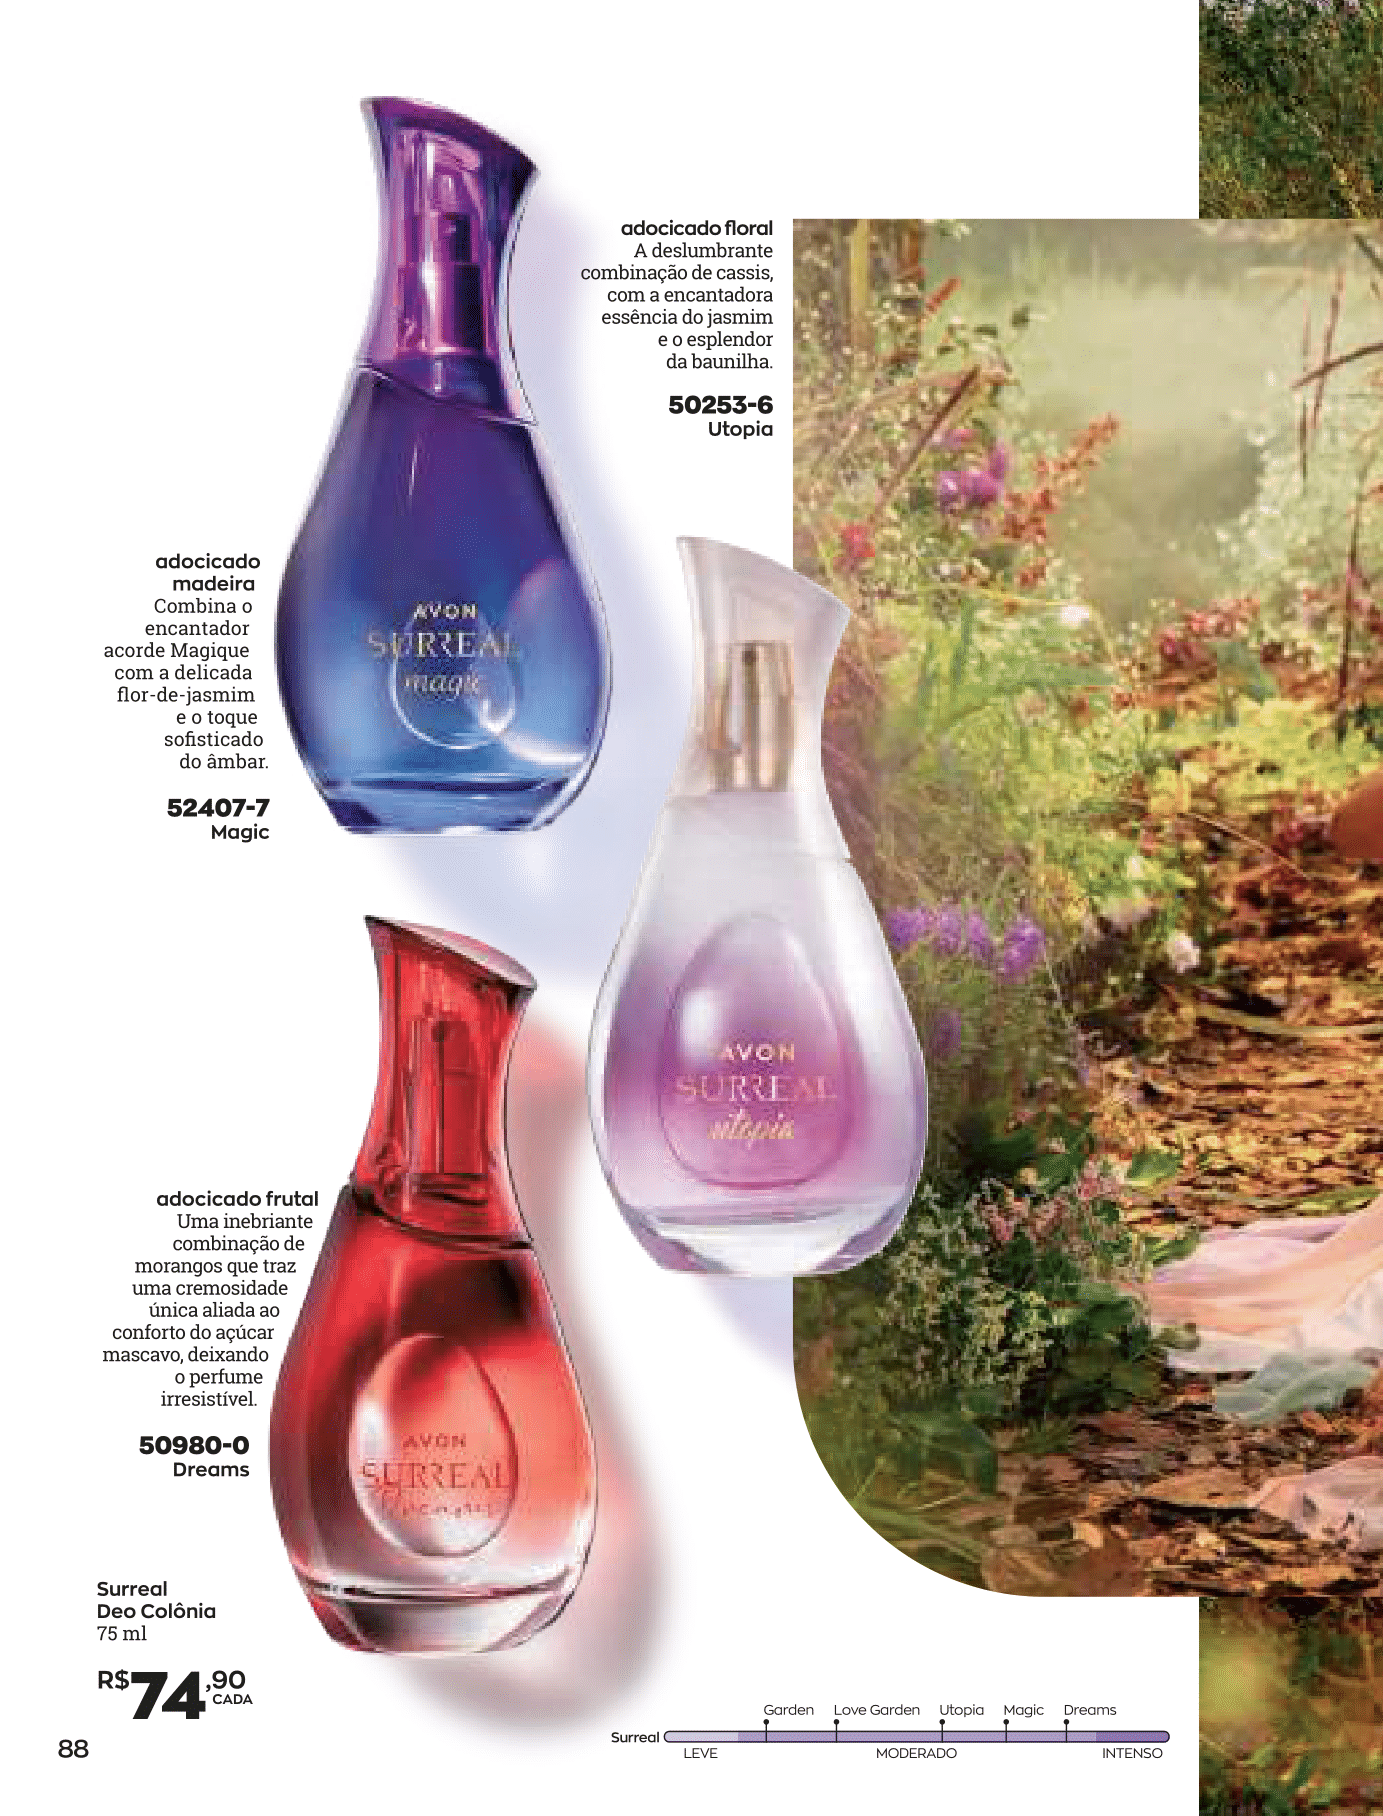 adocicado floral
A deslumbrante
combinação de cassis,
com a encantadora
essência do jasmim
e o esplendor
da baunilha.
50253-6
Utopia
adocicado
madeira
Combina o
encantador
acorde Magique
com a delicada
flor-de-jasmim
e o toque
sofisticado
do âmbar.
52407-7
Magic
AVON
SURREAL
magic
AVON
SURREAL
utopia
adocicado frutal
Uma inebriante
combinação de
morangos que traz
uma cremosidade
única aliada ao
conforto do açúcar
mascavo, deixando
o perfume
irresistível.
50980-0
Dreams
AVON
SURREAL
Surreal
Deo Colônia
75 ml
R$74,90
CADA
Garden Love Garden Utopia Magic Dreams
Surreal
LEVE MODERADO INTENSO
88